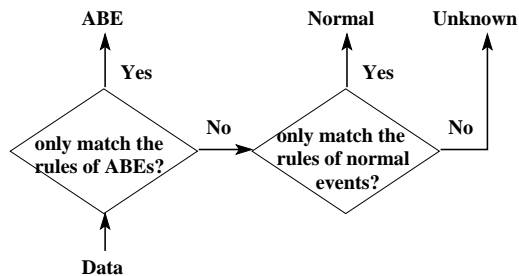 ABE
Normal
Unknown
Yes
Yes
No
No
only match the
rules of ABEs?
only match the
rules of normal
events?
Data